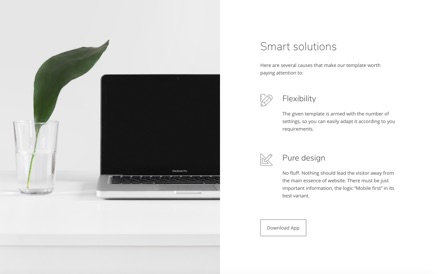 Smart solutions
Here are several causes that make our template worth
paying attention to:
Flexibility
The given template is armed with the number of
settings, so you can easily adapt it according to you
requirements.
Pure design
No fluff. Nothing should lead the visitor away from
the main essence of website. There must be just
important information, the logic "Mobile first" in its
best variant.
Download App